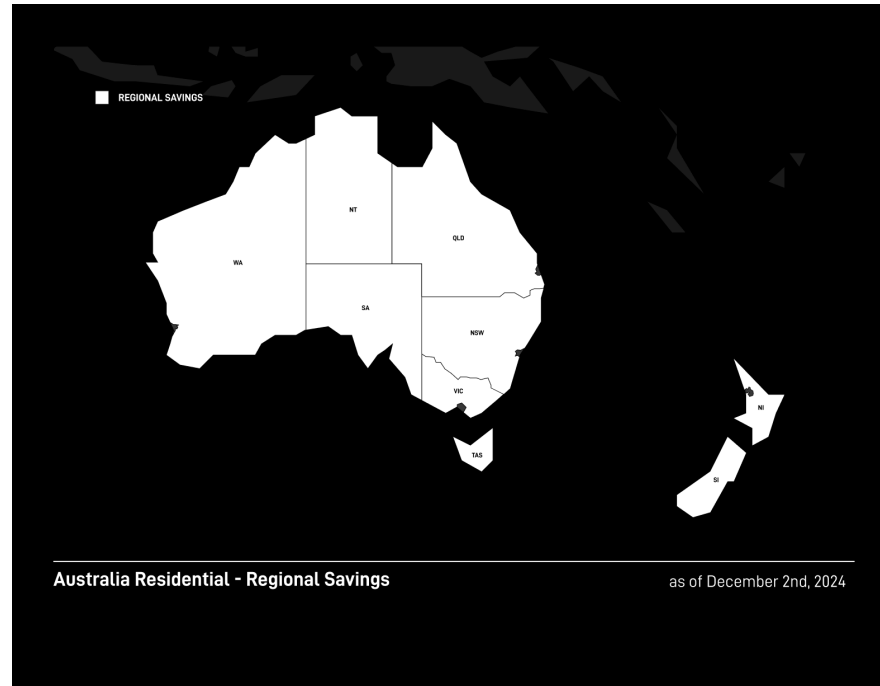 REGIONAL SAVINGS
NT
QLD
WA
SA
NSW
VIC
NI
TAS
SI
Australia Residential - Regional Savings
as of December 2nd, 2024